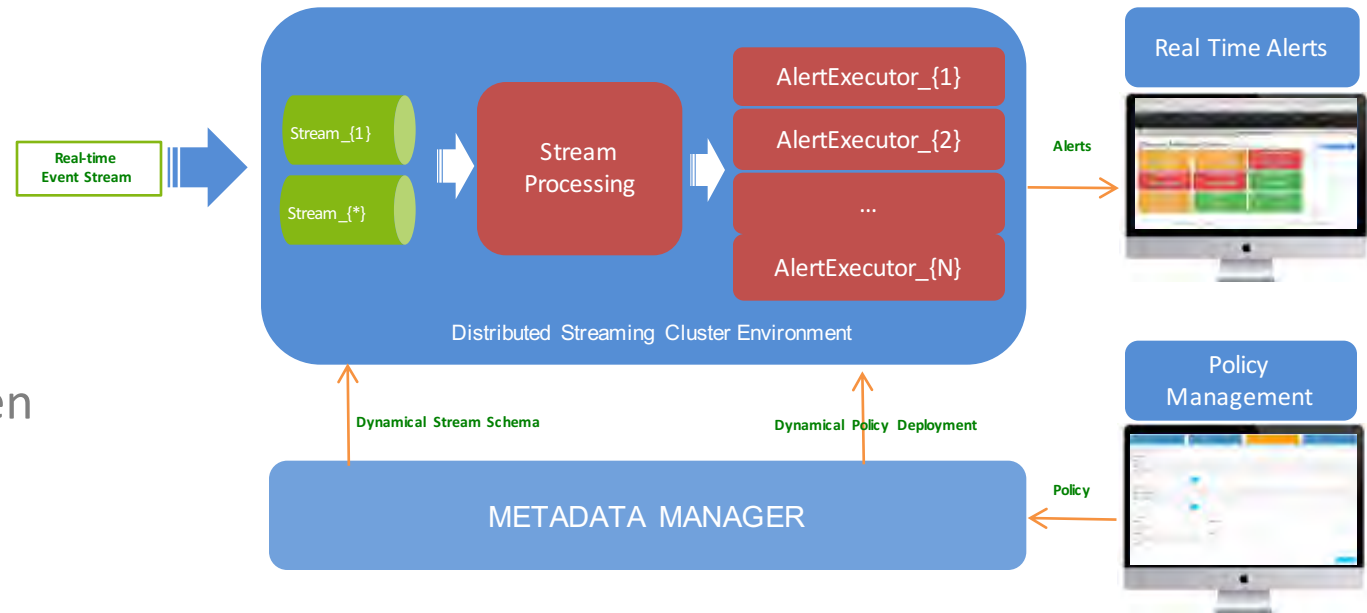 Real Time Alerts
AlertExecutor_{1}
Stream_{1}
AlertExecutor_{2}
Real-time
Event Stream
Stream
Processing
Alerts
Stream_{*}
...
AlertExecutor_{N}
Distributed Streaming Cluster Environment
Policy
Management
en
Dynamical Stream Schema
Dynamical Policy Deployment
Policy
METADATA MANAGER